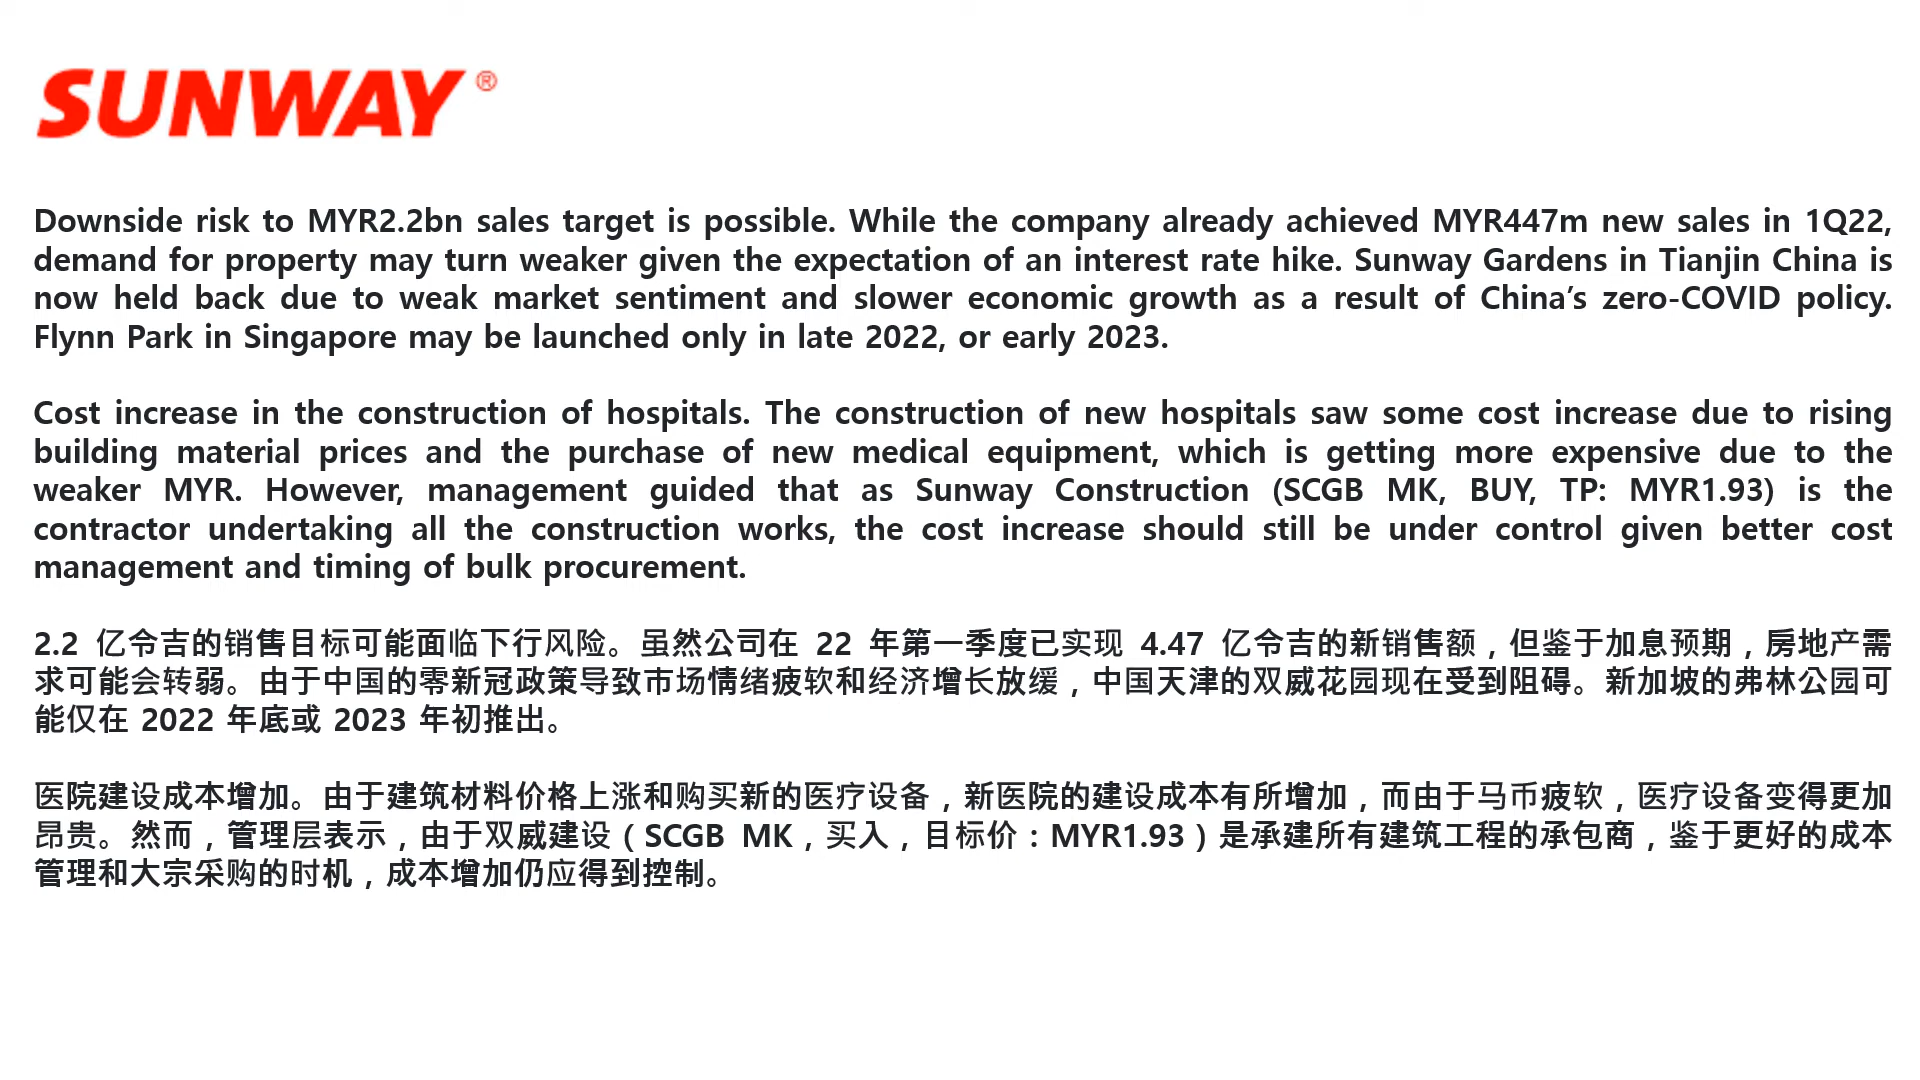 SUNWAY®
Downside risk to MYR2.2bn sales target is possible. While the company already achieved MYR447m new sales in 1Q22,
demand for property may turn weaker given the expectation of an interest rate hike. Sunway Gardens in Tianjin China is
now held back due to weak market sentiment and slower economic growth as a result of China’s zero-COVID policy.
Flynn Park in Singapore may be launched only in late 2022, or early 2023.
Cost increase in the construction of hospitals. The construction of new hospitals saw some cost increase due to rising
building material prices and the purchase of new medical equipment, which is getting more expensive due to the
weaker MYR. However, management guided that as Sunway Construction (SCGB MK, BUY, TP: MYR1.93) is the
contractor undertaking all the construction works, the cost increase should still be under control given better cost
management and timing of bulk procurement.
2.2 亿令吉的销售目标可能面临下行风险。虽然公司在 22 年第一季度已实现 4.47 亿令吉的新销售额，但鉴于加息预期，房地产需
求可能会转弱。由于中国的零新冠政策导致市场情绪疲软和经济增长放缓，中国天津的双威花园现在受到阻碍。新加坡的弗林公园可
能仅在 2022 年底或 2023 年初推出。
医院建设成本增加。由于建筑材料价格上涨和购买新的医疗设备，新医院的建设成本有所增加，而由于马币疲软，医疗设备变得更加
昂贵。然而，管理层表示，由于双威建设（SCGB MK，买入，目标价：MYR1.93）是承建所有建筑工程的承包商，鉴于更好的成本
管理和大宗采购的时机，成本增加仍应得到控制。